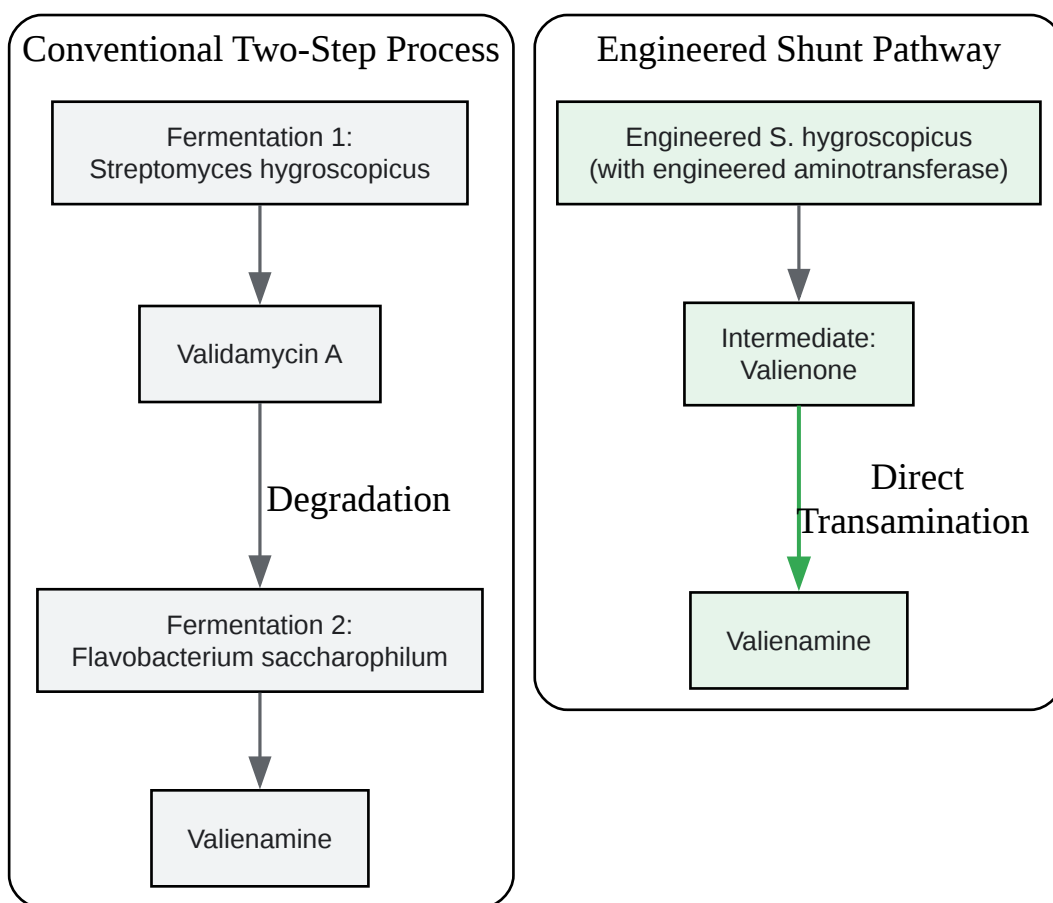 Conventional Two-Step Process
Fermentation 1:
Streptomyces hygroscopicus
Validamycin A
Degradation
Fermentation 2:
Flavobacterium saccharophilum
Valienamine
Engineered Shunt Pathway
Engineered S. hygroscopicus
(with engineered aminotransferase)
Intermediate:
Valienone
Direct
Transamination
Valienamine